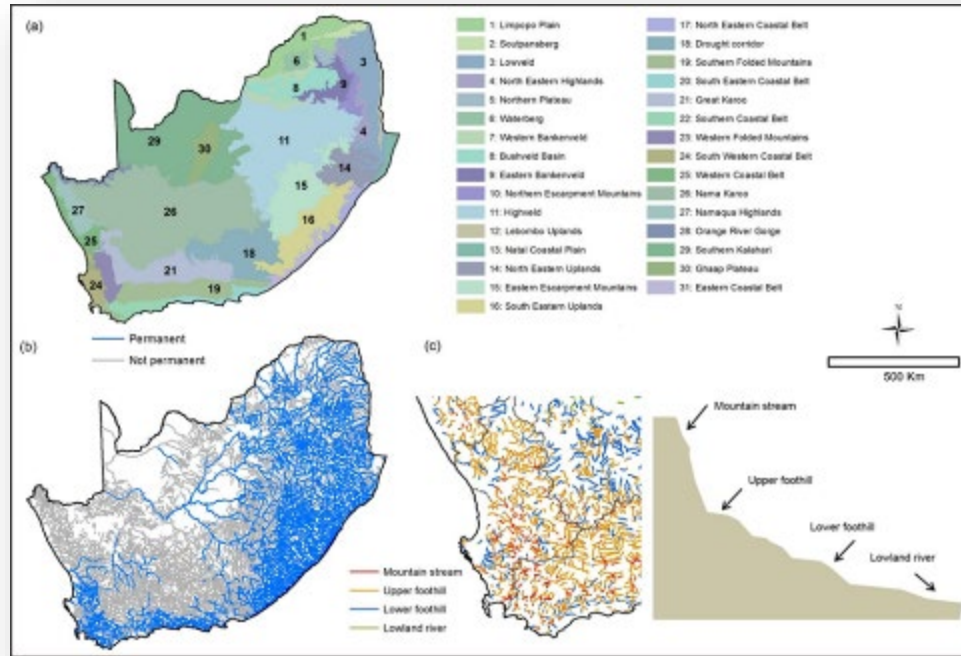 (a)
1
2
3
6
9
8
4
29
30
11
14
15
26
16
27
25
18
21
24
19
1: Limpopo Plain
2: Soutpansberg
3: Lowveld
4: North Eastern Highlands
5: Northern Plateau
6: Waterberg
7: Western Bankenveld
8: Bushveld Basin
9: Eastern Bankenveld
10: Northern Escarpment Mountains
11: Highveld
12: Lebombo Uplands
13: Natal Coastal Plain
14: North Eastern Uplands
15: Eastern Escarpment Mountains
16: South Eastern Uplands
17: North Eastern Coastal Belt
18: Drought corridor
19: Southern Folded Mountains
20: South Eastern Coastal Belt
21: Great Karoo
22: Southern Coastal Belt
23: Western Folded Mountains
24: South Western Coastal Belt
25: Western Coastal Belt
26: Nama Karoo
27: Namaqua Highlands
28: Orange River Gorge
29: Southern Kalahari
30: Ghaap Plateau
31: Eastern Coastal Belt
N
500 Km
(b)
Permanent
Not permanent
(c)
Mountain stream
Upper foothill
Lower foothill
Lowland river
Mountain stream
Upper foothill
Lower foothill
Lowland river